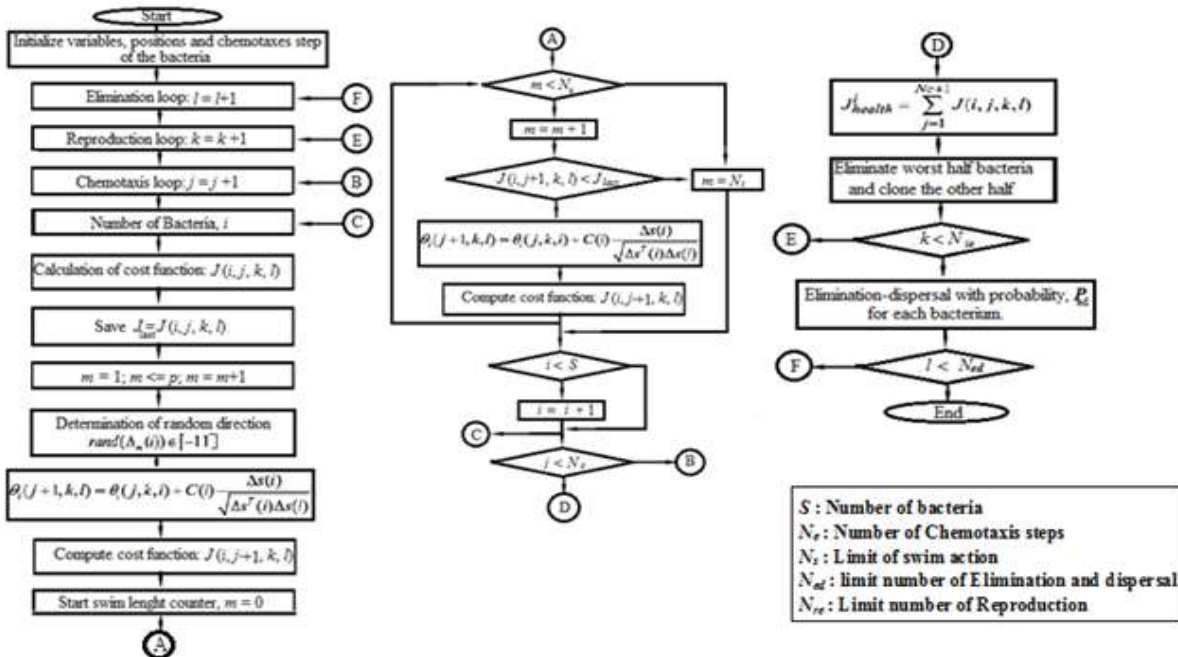 Start
Initialize variables, positions and chemotaxes step
of the bacteria
Elimination loop: l = l+1
F
Reproduction loop: k = k+1
E
Chemotaxis loop: j = j+1
B
Number of Bacteria, i
C
Calculation of cost function: J(i, j, k, l)
Save J_last = J(i, j, k, l)
m = 1; m <= p; m = m+1
Determination of random direction
rand(Δ_m(i)) ∈ [−11]
θ_i(j+1, k, l) = θ_i(j, k, i) + C(i) Δs(i) / √Δs^T(i)Δs(i)
Compute cost function: J(i, j+1, k, l)
Start swim lenght counter, m = 0
A
A
m < N_s
m = m + 1
J(i, j+1, k, l) < J_last
m = N_s
θ_i(j+1, k, l) = θ_i(j, k, i) + C(i) Δs(i) / √Δs^T(i)Δs(i)
Compute cost function: J(i, j+1, k, l)
i < S
i = i + 1
C
j < N_e
B
D
D
J^i_health = Σ_{j=1}^{Nc+1} J(i, j, k, l)
Eliminate worst half bacteria
and clone the other half
E
k < N_re
Elimination-dispersal with probability, P_ed
for each bacterium.
F
l < N_ed
End
S : Number of bacteria
N_e : Number of Chemotaxis steps
N_s : Limit of swim action
N_ed : limit number of Elimination and dispersal
N_re : Limit number of Reproduction